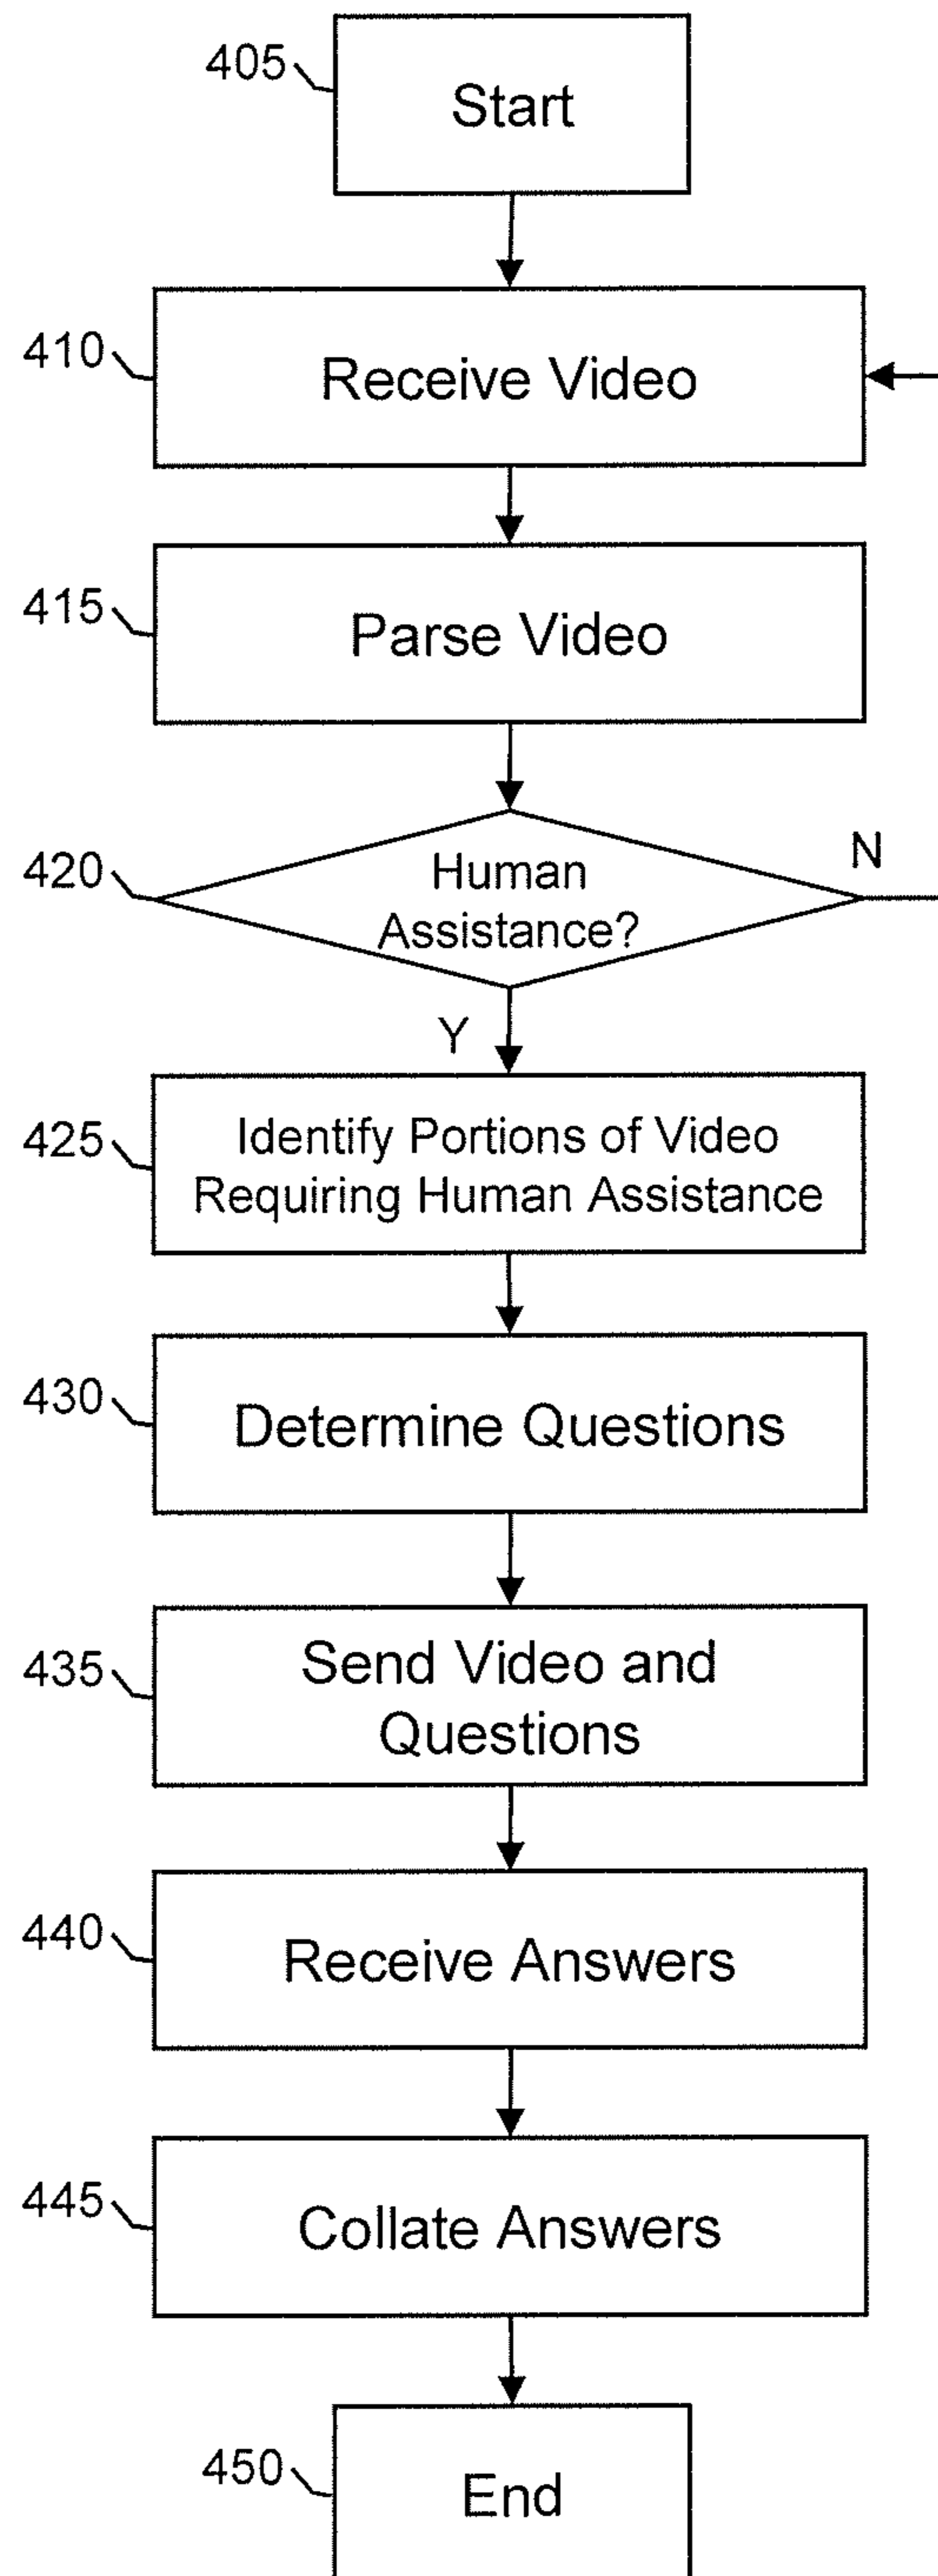 405
Start
410
Receive Video
415
Parse Video
420
Human
Assistance?
N
Y
425
Identify Portions of Video
Requiring Human Assistance
430
Determine Questions
435
Send Video and
Questions
440
Receive Answers
445
Collate Answers
450
End